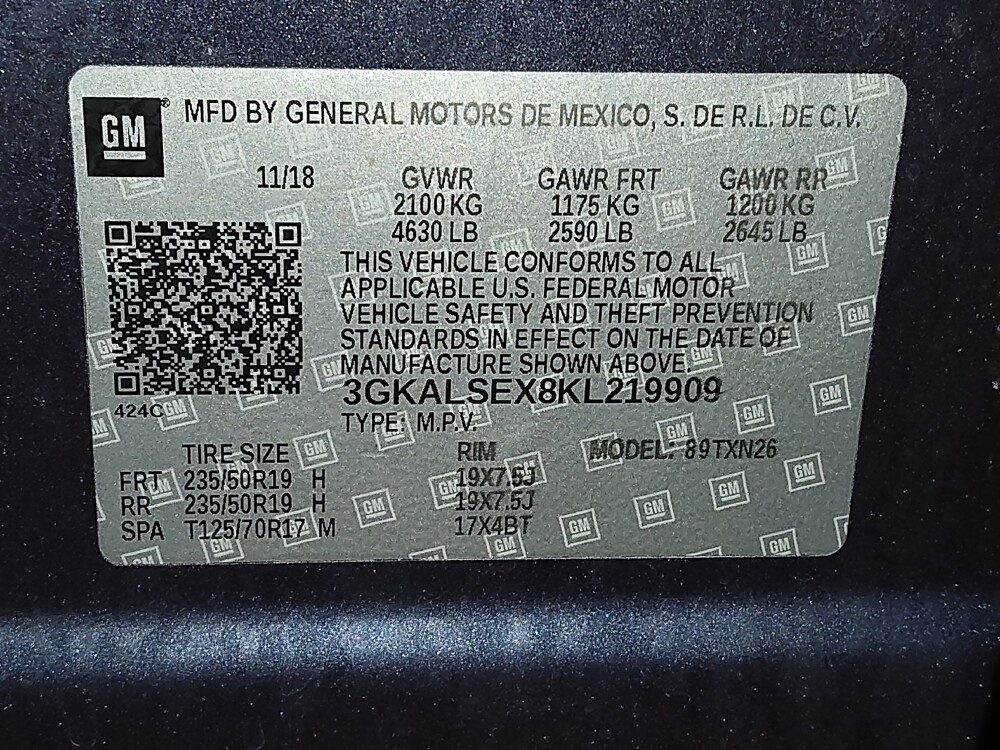 GM
MFD BY GENERAL MOTORS DE MEXICO, S. DE R.L. DE C.V.
11/18 GVWR GAWR FRT GAWR RR
2100 KG 1175 KG 1200 KG
4630 LB 2590 LB 2645 LB
THIS VEHICLE CONFORMS TO ALL
APPLICABLE U.S. FEDERAL MOTOR
VEHICLE SAFETY AND THEFT PREVENTION
STANDARDS IN EFFECT ON THE DATE OF
MANUFACTURE SHOWN ABOVE.
3GKALSEX8KL219909
424C
TYPE: M.P.V.
TIRE SIZE RIM MODEL: 89TXN26
FRT 235/50R19 H 19X7.5J
RR 235/50R19 H 19X7.5J
SPA T125/70R17 M 17X4BT